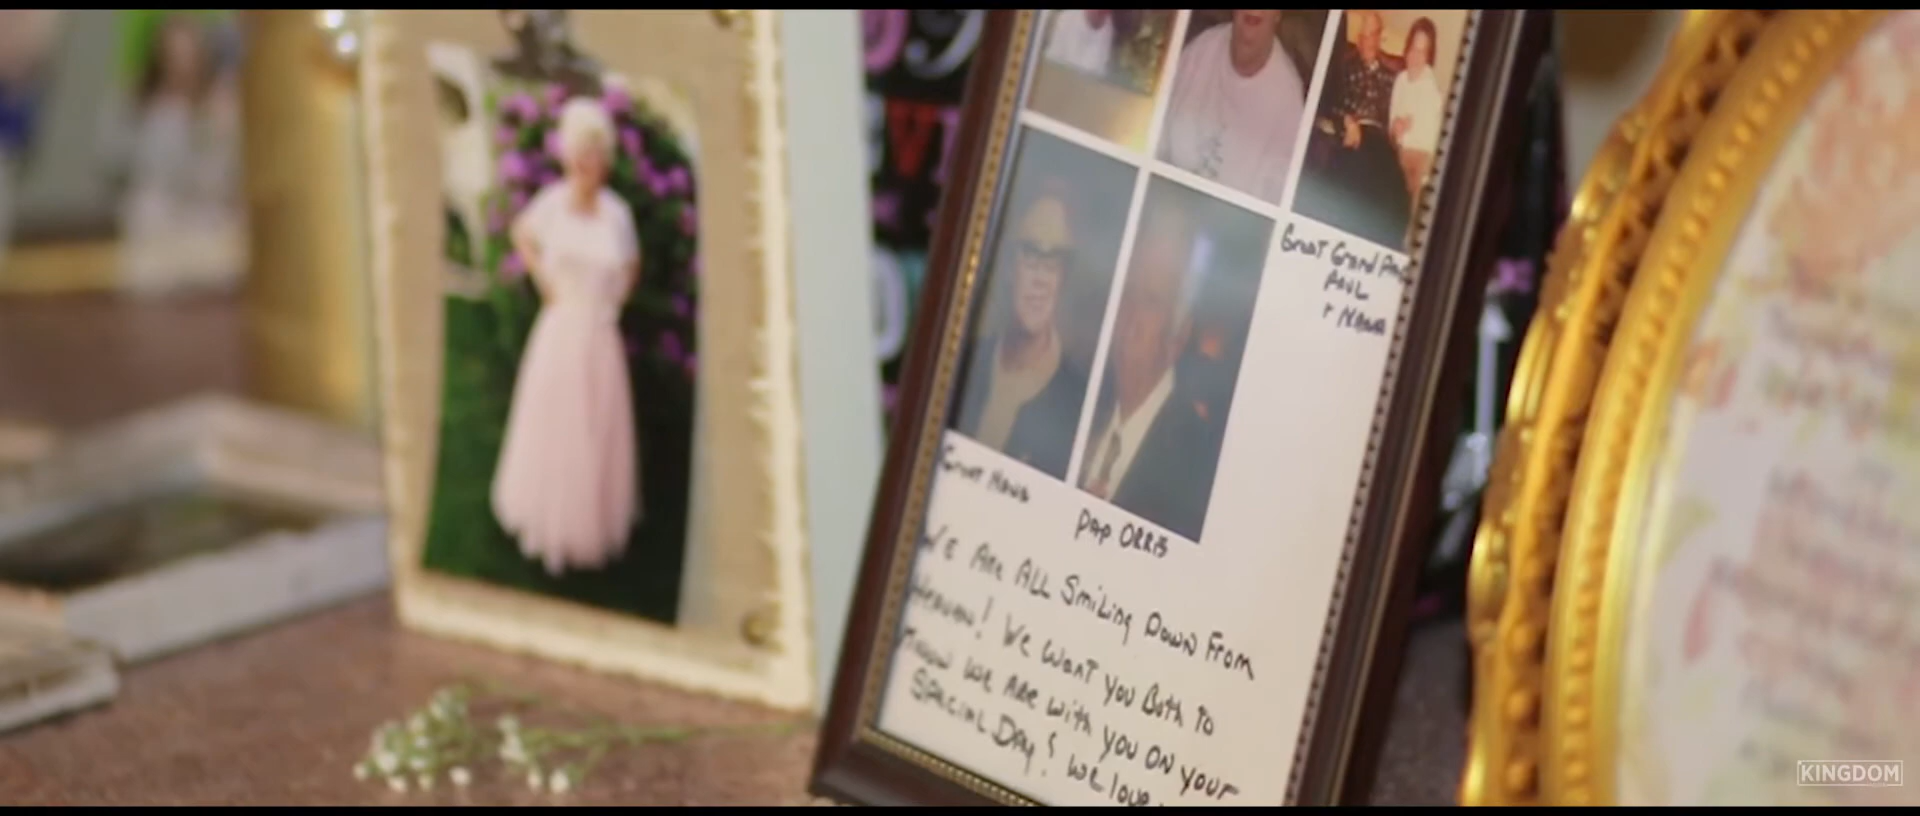 Great Grand Pap
PAUL
+ NANA
Great Nana
Pap ORRIS
WE ARE ALL Smiling Down From
Heaven! We want you Both To
Know we ARE with you ON your
SPECIAL DAY! we love
KINGDOM